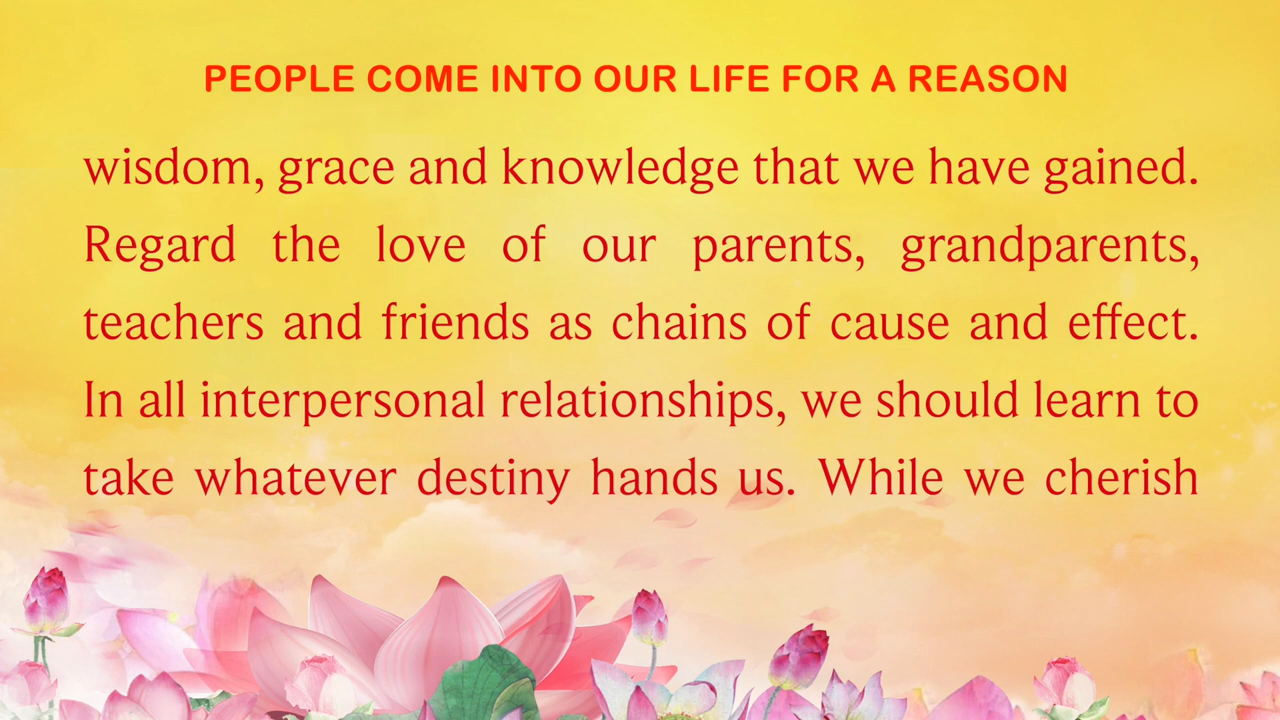 PEOPLE COME INTO OUR LIFE FOR A REASON
wisdom, grace and knowledge that we have gained.
Regard the love of our parents, grandparents,
teachers and friends as chains of cause and effect.
In all interpersonal relationships, we should learn to
take whatever destiny hands us. While we cherish